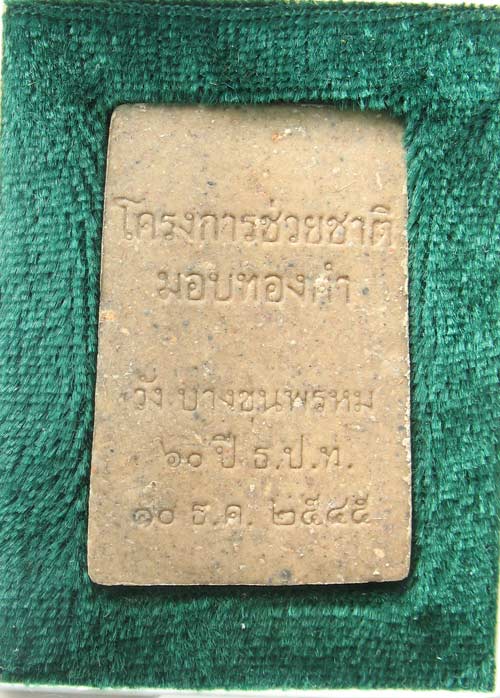 โครงการช่วยชาติ
มอบทองคำ
วัง บางขุนพรหม
๖๐ ปี ธ.ป.ท.
๑๐ ธ.ค. ๒๕๔๕